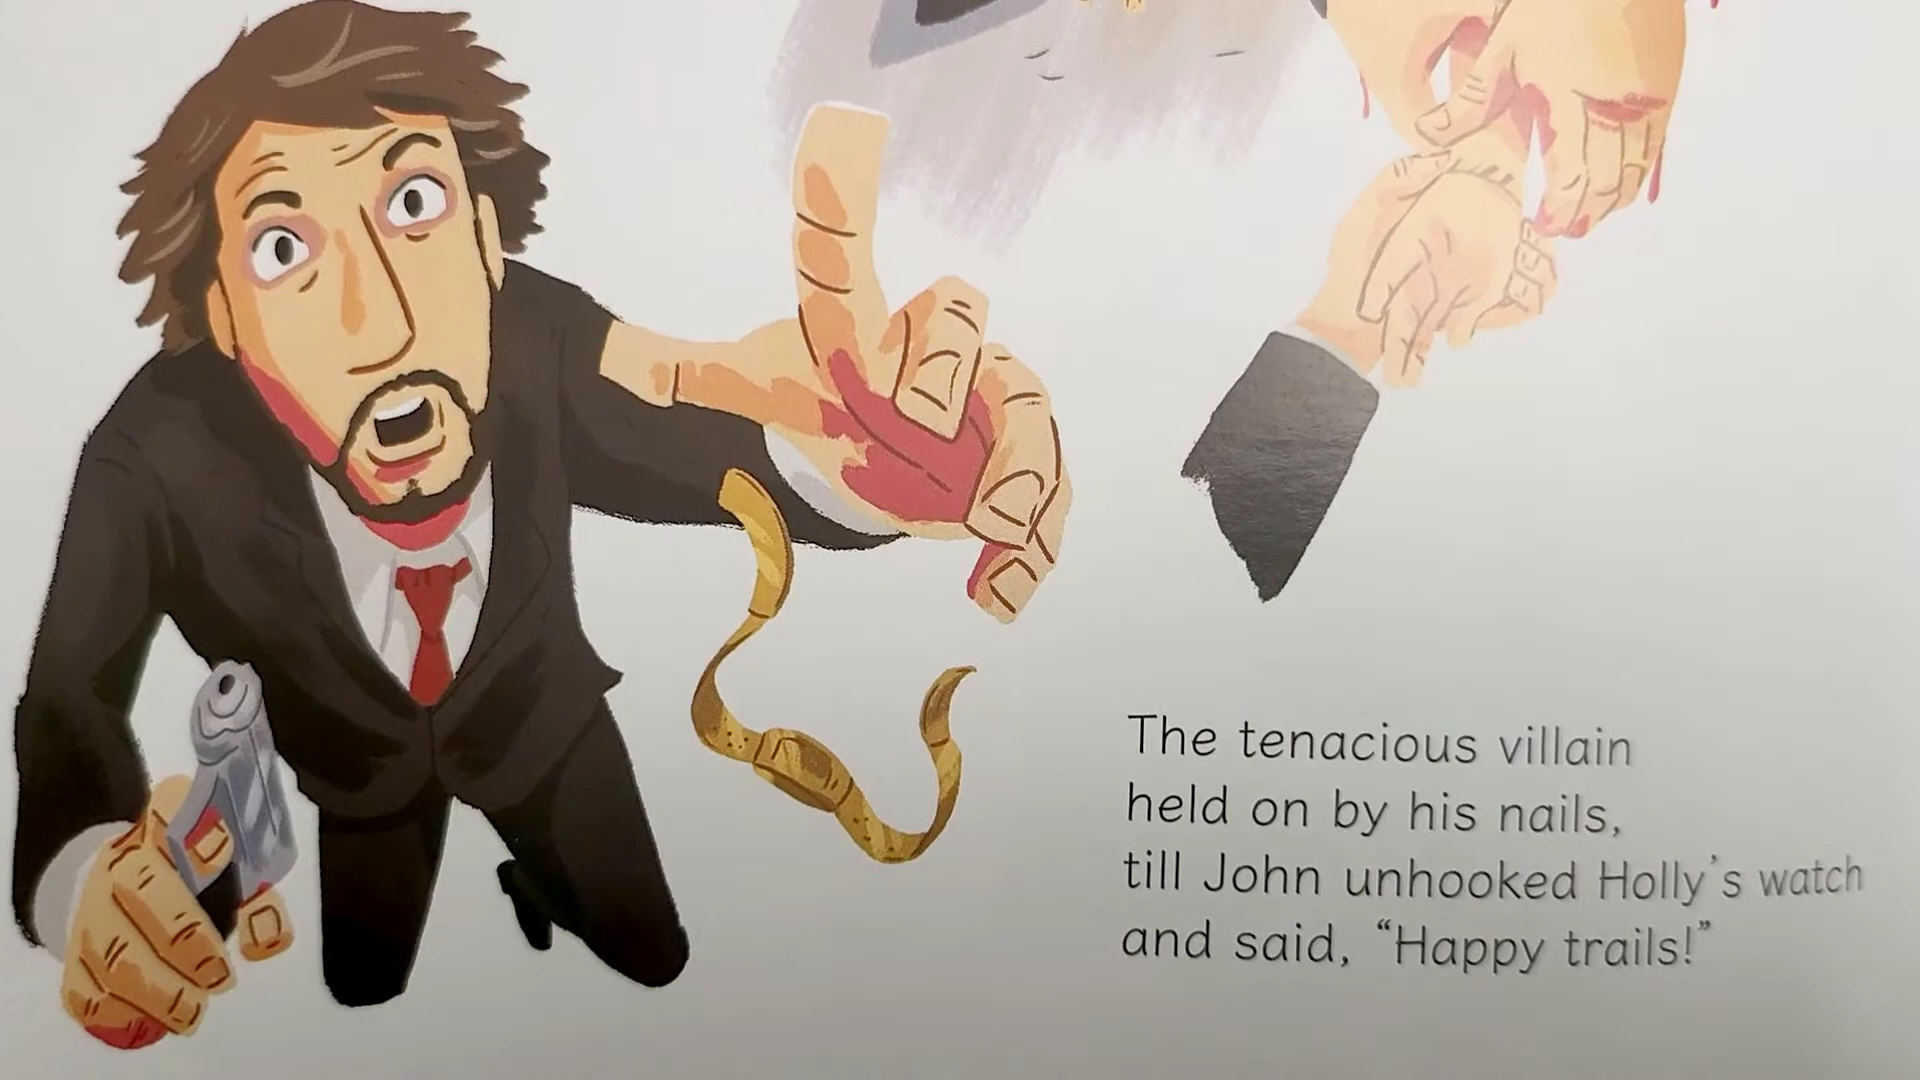 The tenacious villain
held on by his nails,
till John unhooked Holly's watch
and said, “Happy trails!”